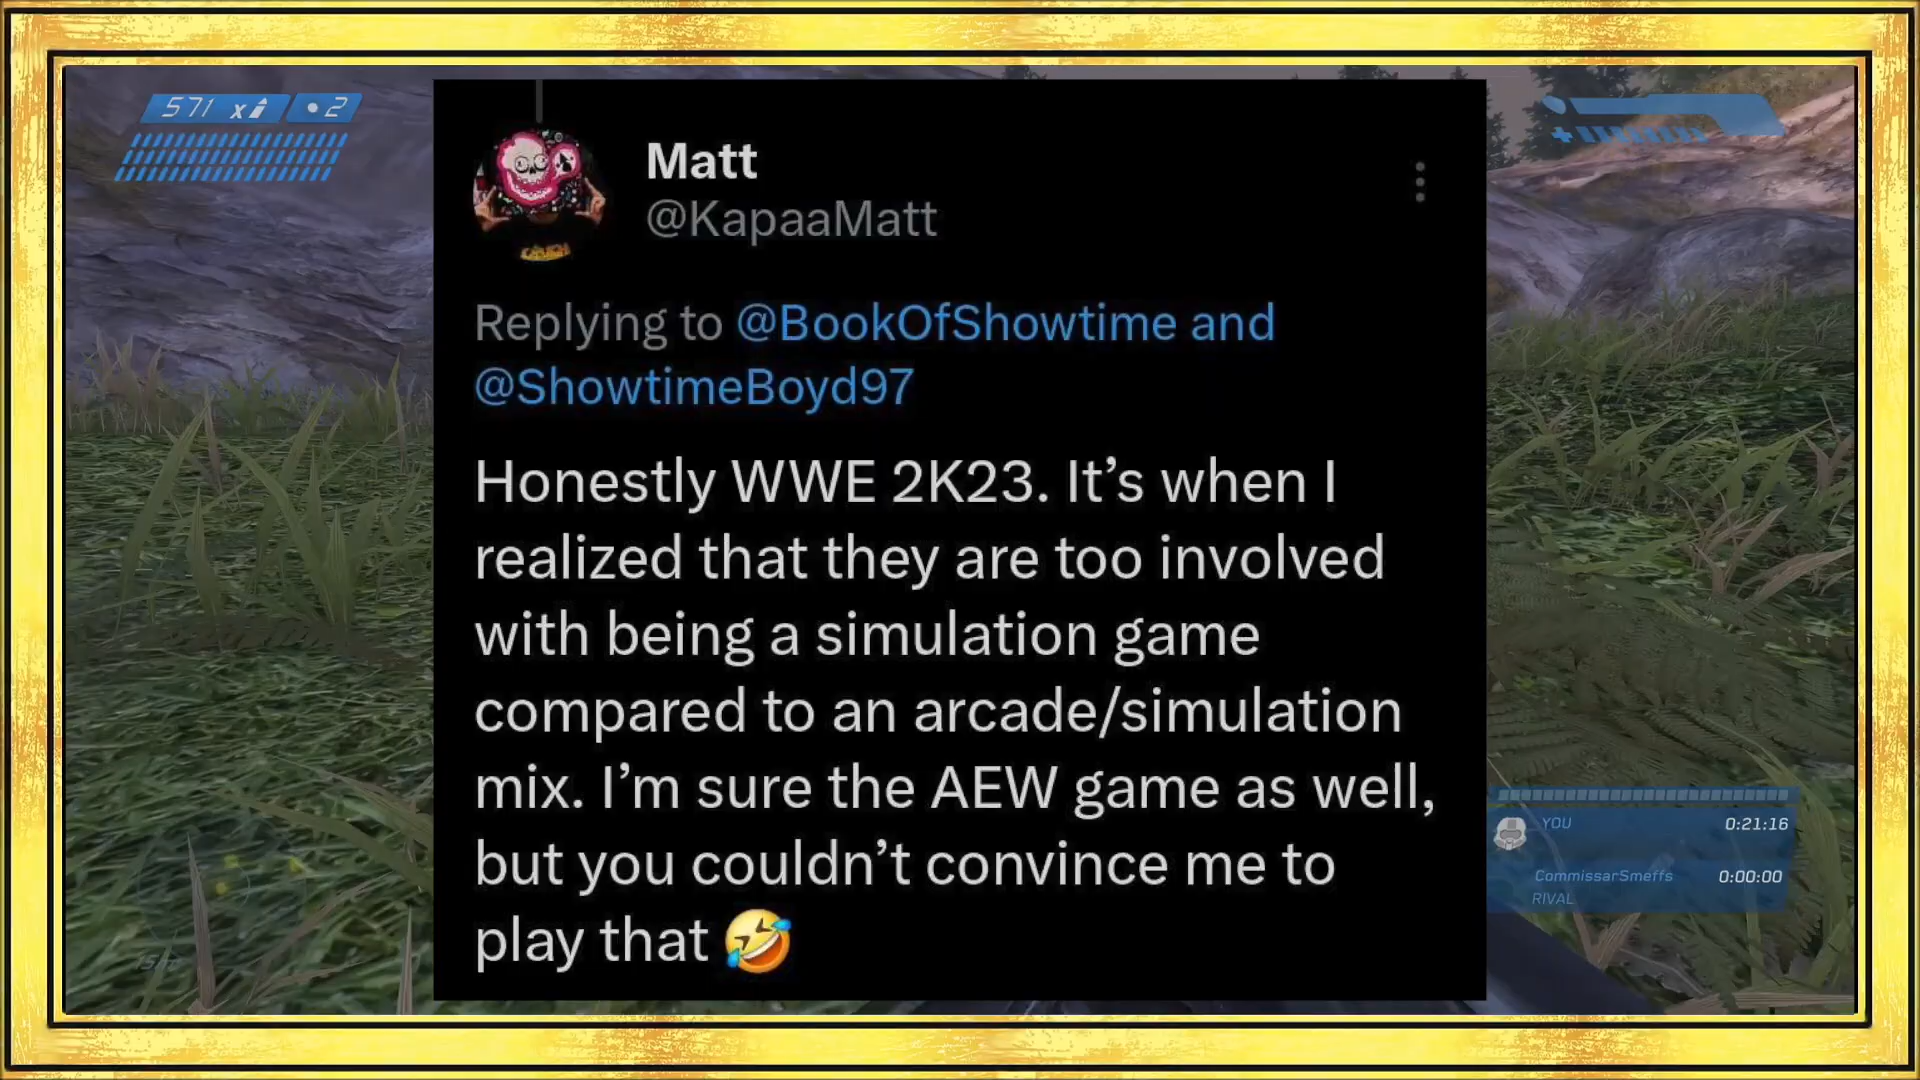 571 x
2
Matt
@KapaaMatt
Replying to @BookOfShowtime and
@ShowtimeBoyd97
Honestly WWE 2K23. It’s when I
realized that they are too involved
with being a simulation game
compared to an arcade/simulation
mix. I’m sure the AEW game as well,
but you couldn’t convince me to
play that 🤣
YOU 0:21:16
CommissarSmeffs 0:00:00
RIVAL